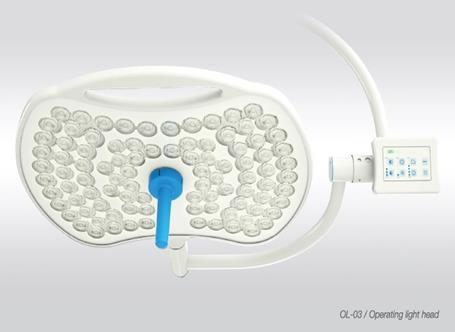 OL-03 / Operating light head